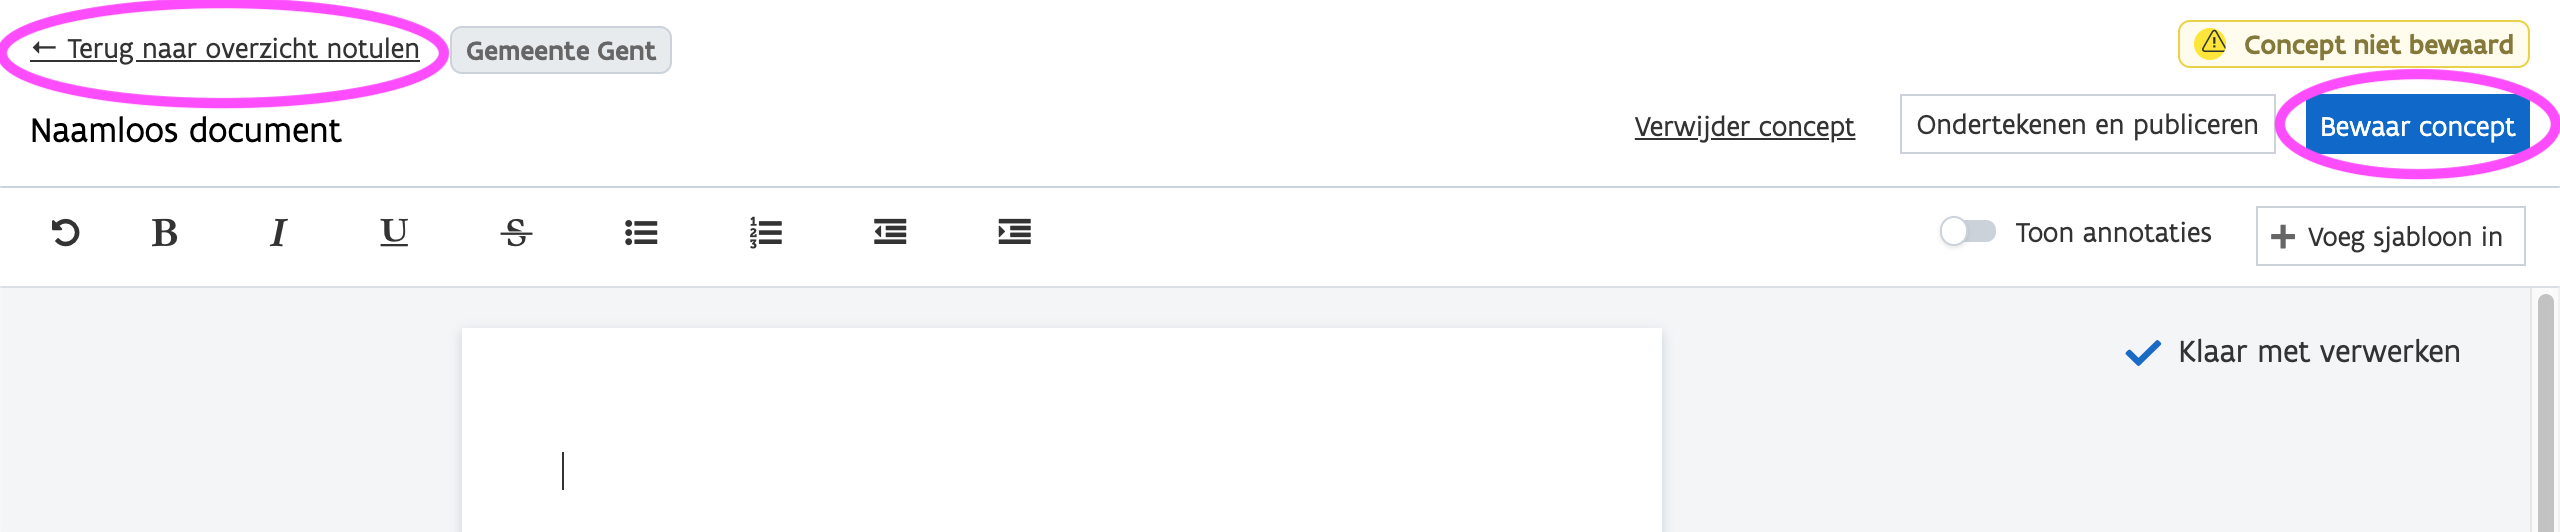 ← Terug naar overzicht notulen
Gemeente Gent
Concept niet bewaard
Naamloos document
Verwijder concept
Ondertekenen en publiceren
Bewaar concept
B I U S
Toon annotaties
+ Voeg sjabloon in
Klaar met verwerken